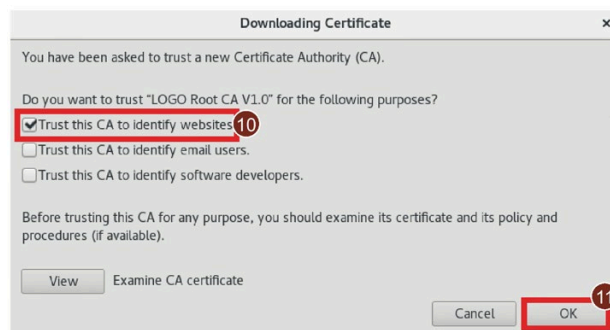 Downloading Certificate
×
You have been asked to trust a new Certificate Authority (CA).
Do you want to trust “LOGO Root CA V1.0” for the following purposes?
Trust this CA to identify websites
10
Trust this CA to identify email users.
Trust this CA to identify software developers.
Before trusting this CA for any purpose, you should examine its certificate and its policy and
procedures (if available).
View Examine CA certificate
11
Cancel OK